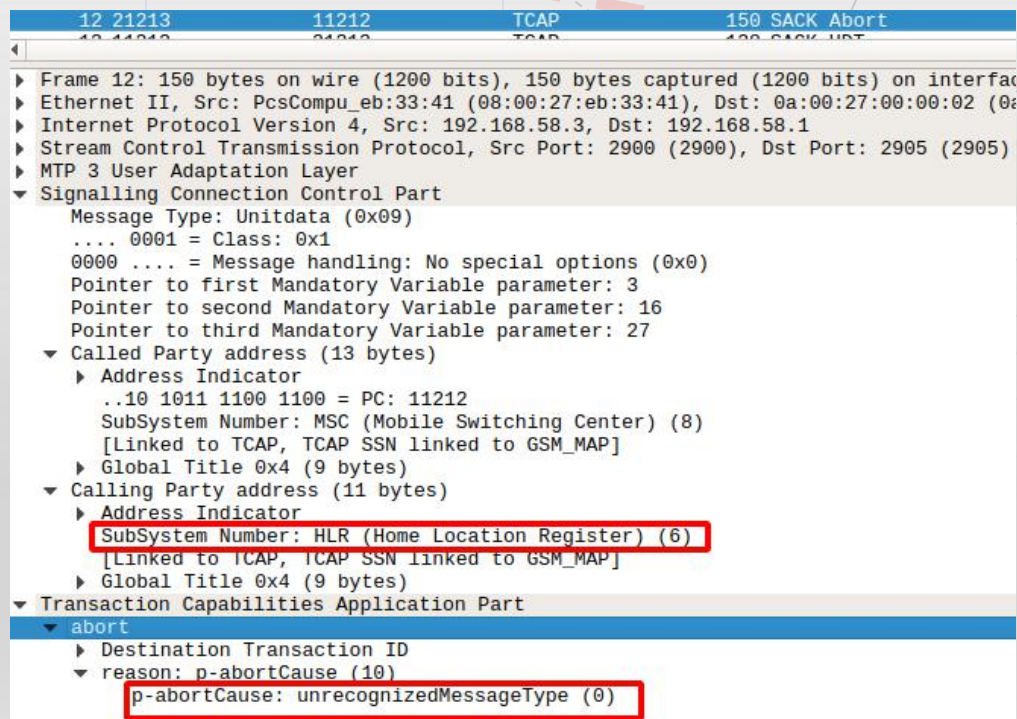 12 21213 11212 TCAP 150 SACK Abort
Frame 12: 150 bytes on wire (1200 bits), 150 bytes captured (1200 bits) on interfac
Ethernet II, Src: PcsCompu_eb:33:41 (08:00:27:eb:33:41), Dst: 0a:00:27:00:00:02 (0a
Internet Protocol Version 4, Src: 192.168.58.3, Dst: 192.168.58.1
Stream Control Transmission Protocol, Src Port: 2900 (2900), Dst Port: 2905 (2905)
MTP 3 User Adaptation Layer
Signalling Connection Control Part
Message Type: Unitdata (0x09)
.... 0001 = Class: 0x1
0000 .... = Message handling: No special options (0x0)
Pointer to first Mandatory Variable parameter: 3
Pointer to second Mandatory Variable parameter: 16
Pointer to third Mandatory Variable parameter: 27
Called Party address (13 bytes)
Address Indicator
..10 1011 1100 1100 = PC: 11212
SubSystem Number: MSC (Mobile Switching Center) (8)
[Linked to TCAP, TCAP SSN linked to GSM_MAP]
Global Title 0x4 (9 bytes)
Calling Party address (11 bytes)
Address Indicator
SubSystem Number: HLR (Home Location Register) (6)
[Linked to TCAP, TCAP SSN linked to GSM_MAP]
Global Title 0x4 (9 bytes)
Transaction Capabilities Application Part
abort
Destination Transaction ID
reason: p-abortCause (10)
p-abortCause: unrecognizedMessageType (0)